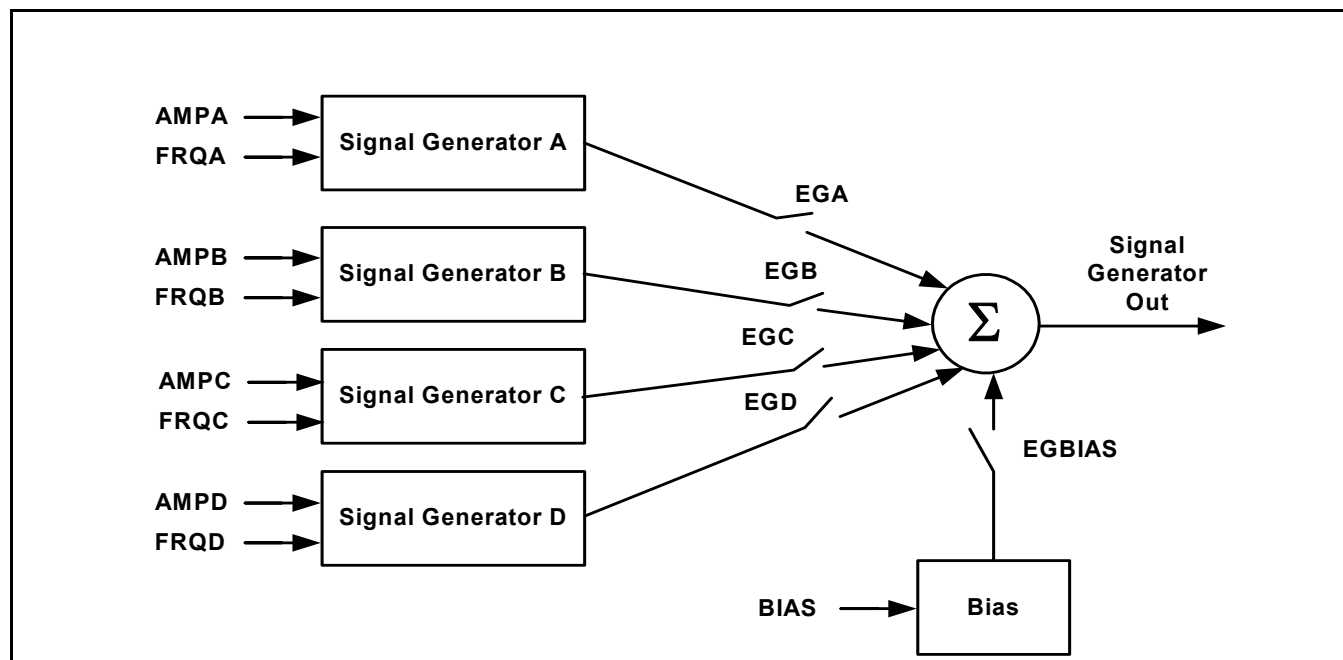 AMPA
FRQA
Signal Generator A
EGA
AMPB
FRQB
Signal Generator B
EGB
Signal
Generator
Out
Σ
AMPC
FRQC
Signal Generator C
EGC
EGD
AMPD
FRQD
Signal Generator D
EGBIAS
BIAS
Bias